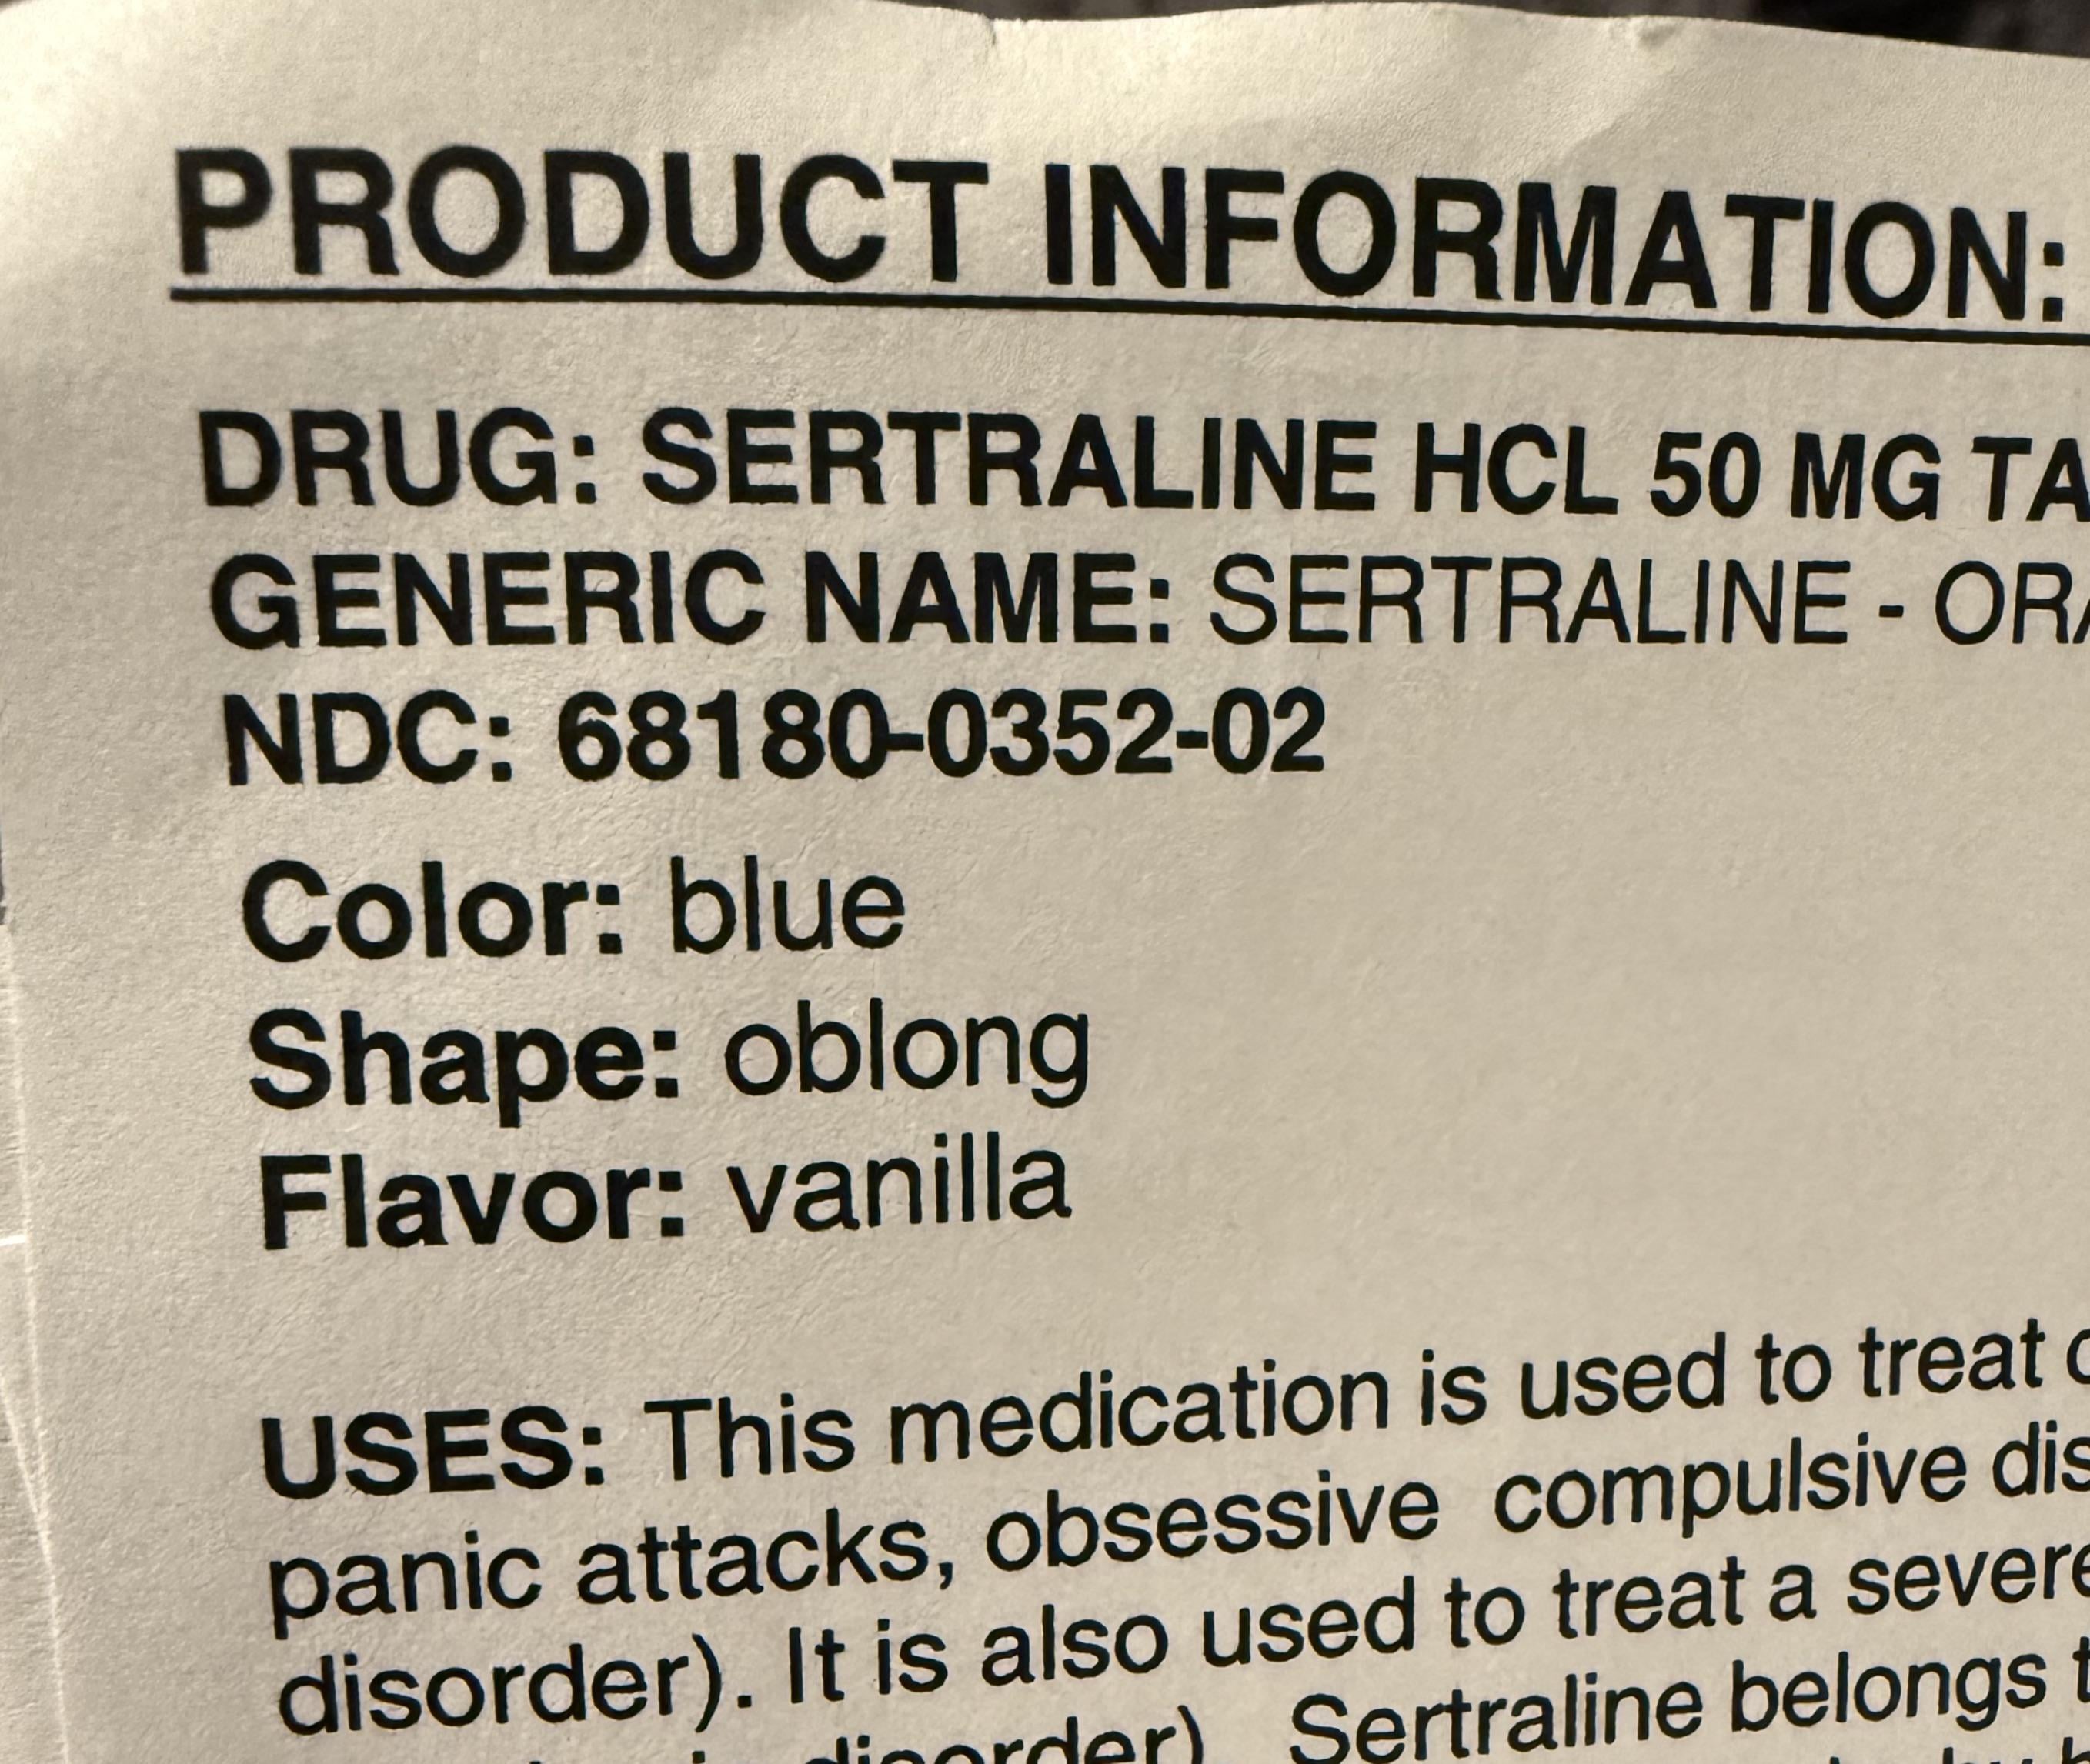 PRODUCT INFORMATION:
DRUG: SERTRALINE HCL 50 MG
GENERIC NAME: SERTRALINE -
NDC: 68180-0352-02
Color: blue
Shape: oblong
Flavor: vanilla
USES: This medication is used to treat
panic attacks, obsessive compulsive
disorder). It is also used to treat a severe
disorder). Sertraline belongs